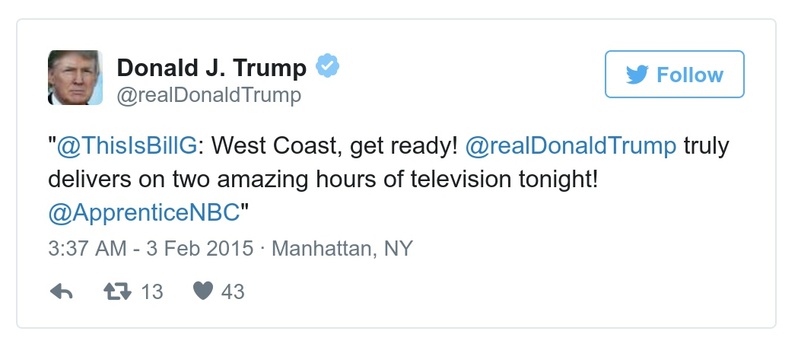 Donald J. Trump
@realDonaldTrump
Follow
"@ThisIsBillG: West Coast, get ready! @realDonaldTrump truly
delivers on two amazing hours of television tonight!
@ApprenticeNBC"
3:37 AM - 3 Feb 2015 · Manhattan, NY
13 43